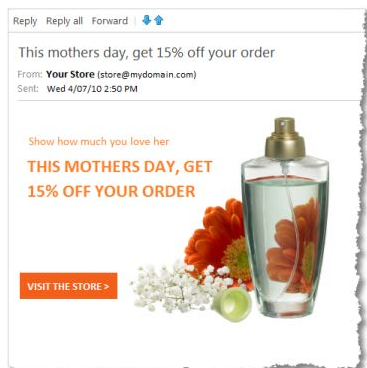 Reply Reply all Forward
This mothers day, get 15% off your order
From: Your Store (store@mydomain.com)
Sent: Wed 4/07/10 2:50 PM
Show how much you love her
THIS MOTHERS DAY, GET
15% OFF YOUR ORDER
VISIT THE STORE >